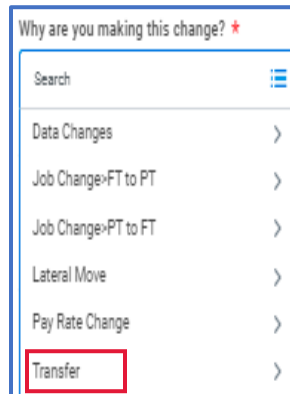 Why are you making this change? *
Search
Data Changes
Job Change>FT to PT
Job Change>PT to FT
Lateral Move
Pay Rate Change
Transfer